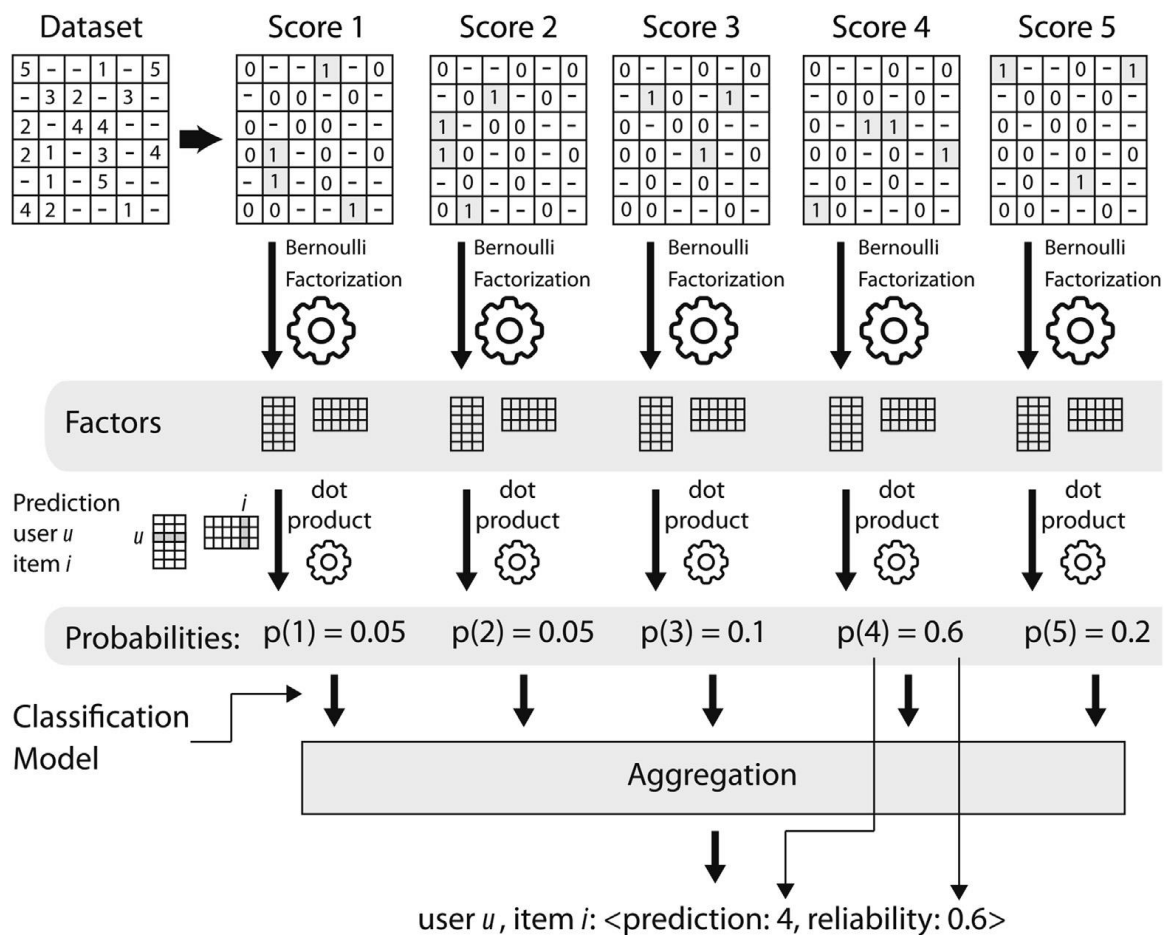 Dataset Score 1 Score 2 Score 3 Score 4 Score 5
5 - - 1 - 5 0 - - 1 - 0 0 - - 0 - 0 0 - - 0 - 0 0 - - 0 - 0 1 - - 0 - 1
- 3 2 - 3 - - 0 0 - 0 - - 0 1 - 0 - - 1 0 - 1 - - 0 0 - 0 - - 0 0 - 0 -
2 - 4 4 - - 0 - 0 0 - - 1 - 0 0 - - 0 - 0 0 - - 0 - 1 1 - - 0 - 0 0 - -
2 1 - 3 - 4 0 1 - 0 - 0 1 0 - 0 - 0 0 0 - 1 - 0 0 0 - 0 - 1 0 0 - 0 - 0
- 1 - 5 - - - 1 - 0 - - - 0 - 0 - - - 0 - 0 - - - 0 - 0 - - - 0 - 1 - -
4 2 - - 1 - 0 0 - - 1 - 0 1 - - 0 - 0 0 - - 0 - 1 0 - - 0 - 0 0 - - 0 -
Bernoulli Bernoulli Bernoulli Bernoulli Bernoulli
Factorization Factorization Factorization Factorization Factorization
Factors
Prediction
user u
item i
u
i
dot dot dot dot dot
product product product product product
Probabilities: p(1) = 0.05 p(2) = 0.05 p(3) = 0.1 p(4) = 0.6 p(5) = 0.2
Classification
Model
Aggregation
user u, item i: <prediction: 4, reliability: 0.6>